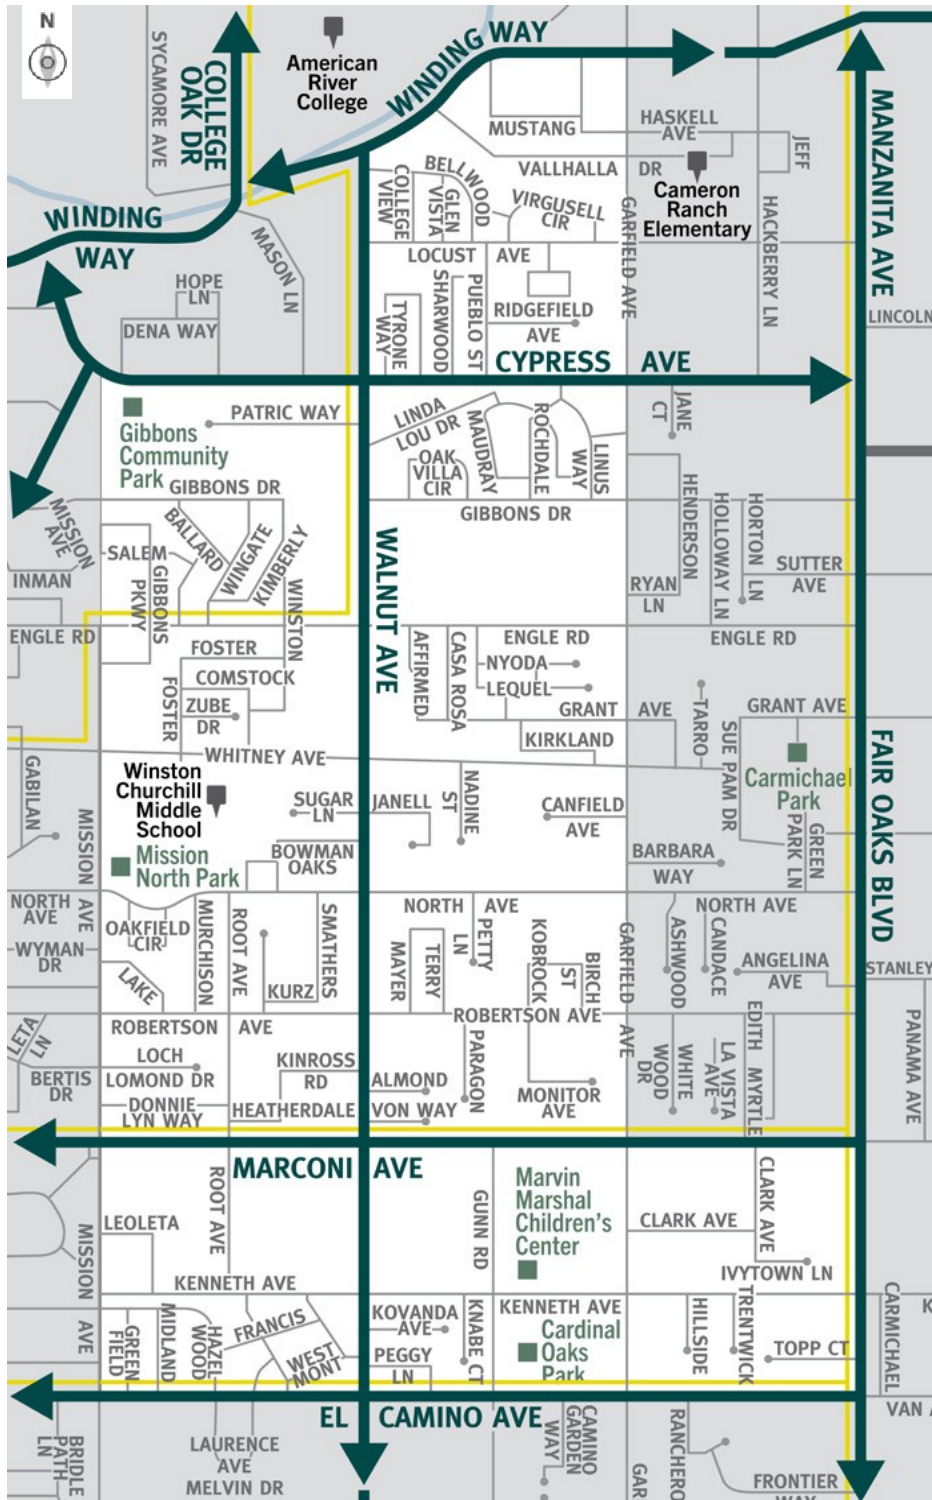 N
SYCAMORE AVE
COLLEGE
OAK DR
American
River
College
WINDING WAY
MUSTANG
HASKELL
AVE
JEFF
VALLHALLA
DR
Cameron
Ranch
Elementary
MANZANITA AVE
BELLWOOD
COLLEGE
VIEW
GLEN
VISTA
VIRGUSELL
CIR
GARFIELD AVE
HACKBERRY LN
WINDING
WAY
MASON LN
LOCUST
AVE
HOPE
LN
DENA WAY
TYRONE
WAY
SHARWOOD
PUEBLO ST
RIDGEFIELD
AVE
LINCOLN
CYPRESS
AVE
Gibbons
Community
Park
PATRIC WAY
LINDA
LOU DR
MAUDRAY
ROCHDALE
LINUS
WAY
JANE
CT
OAK
VILLA
CIR
GIBBONS DR
GIBBONS DR
MISSION
AVE
INMAN
SALEM
GIBBONS
PKWY
BALLARD
WINGATE
KIMBERLY
WINSTON
WALNUT AVE
HENDERSON
HOLLOWAY LN
HORTON LN
SUTTER
AVE
RYAN
LN
ENGLE RD
ENGLE RD
ENGLE RD
FOSTER
COMSTOCK
FOSTER
ZUBE
DR
AFFIRMED
CASA ROSA
NYODA
LEQUEL
GRANT
AVE
KIRKLAND
TARRO
SUE PAM DR
GRANT AVE
Carmichael
Park
FAIR OAKS BLVD
WHITNEY AVE
GABILAN
Winston
Churchill
Middle
School
Mission
North Park
MISSION
AVE
SUGAR
LN
JANELL
NADINE
ST
CANFIELD
AVE
BOWMAN
OAKS
BARBARA
WAY
GREEN
PARK LN
NORTH
AVE
WYMAN
DR
OAKFIELD
CIR
MURCHISON
ROOT AVE
SMATHERS
KURZ
LAKE
NORTH
AVE
PETTY
LN
MAYER
TERRY
KOBROCK
ST
BIRCH
GARFIELD
AVE
NORTH AVE
ASHWOOD
CANDACE
ANGELINA
AVE
STANLEY
ROBERTSON
AVE
ROBERTSON AVE
LETA
LN
BERTIS
DR
LOCH
LOMOND DR
DONNIE
LYN WAY
KINROSS
RD
HEATHERDALE
ALMOND
VON WAY
PARAGON
MONITOR
AVE
WHITE
WOOD
DR
LA VISTA
AVE
EDITH
MYRTLE
PANAMA AVE
MARCONI
AVE
LEOLETA
ROOT AVE
KENNETH AVE
MISSION
AVE
GUNN RD
Marvin
Marshal
Children's
Center
CLARK AVE
CLARK AVE
IVYTOWN LN
GREEN
FIELD
MIDLAND
HAZEL
WOOD
FRANCIS
WEST
MONT
KOVANDA
AVE
PEGGY
LN
KNABE CT
KENNETH AVE
Cardinal
Oaks
Park
HILLSIDE
TRENTWICK
TOPP CT
CARMICHAEL
K
EL
CAMINO AVE
VAN A
BRIDLE
PATH
LN
LAURENCE
AVE
MELVIN DR
CAMINO
GARDEN
WAY
GAR
RANCHERO
FRONTIER
WAY